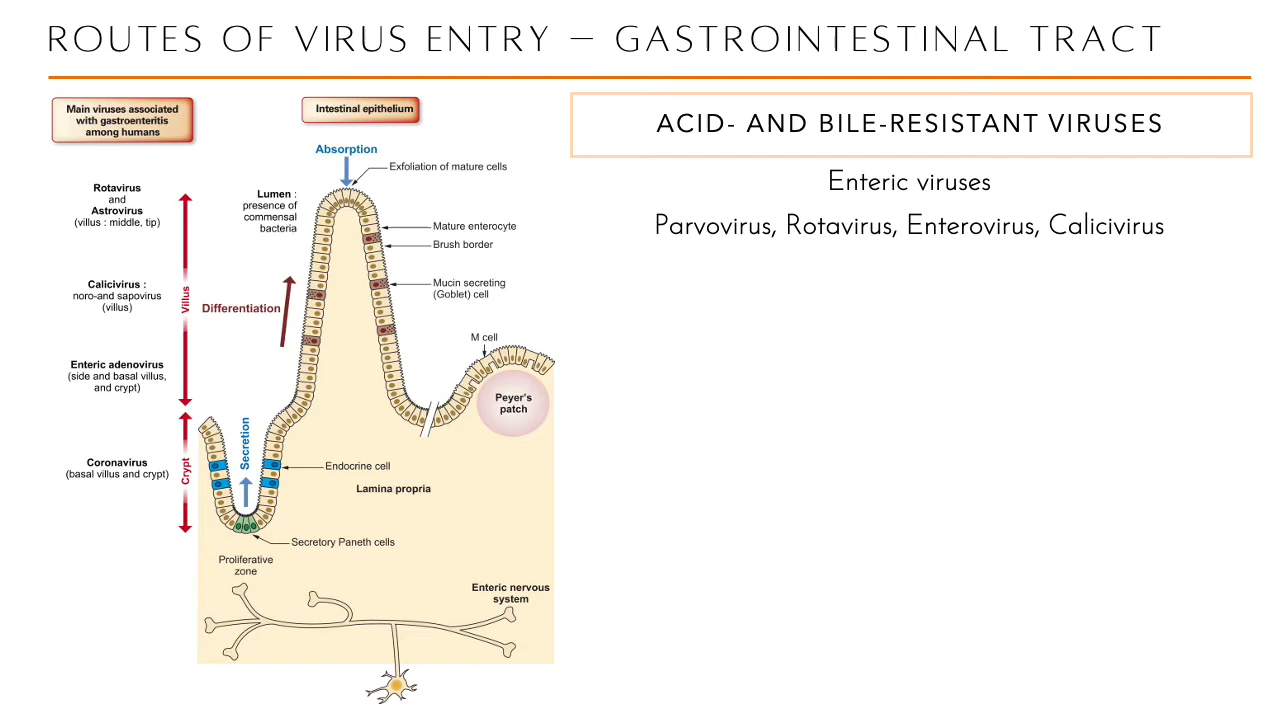 ROUTES OF VIRUS ENTRY – GASTROINTESTINAL TRACT
Main viruses associated
with gastroenteritis
among humans
Intestinal epithelium
ACID- AND BILE-RESISTANT VIRUSES
Enteric viruses
Parvovirus, Rotavirus, Enterovirus, Calicivirus
Absorption
Exfoliation of mature cells
Rotavirus
and
Astrovirus
(villus : middle, tip)
Lumen :
presence of
commensal
bacteria
Mature enterocyte
Brush border
Calicivirus :
noro-and sapovirus
(villus)
Villus
Differentiation
Mucin secreting
(Goblet) cell
M cell
Enteric adenovirus
(side and basal villus,
and crypt)
Peyer's
patch
Secretion
Coronavirus
(basal villus and crypt)
Crypt
Endocrine cell
Lamina propria
Secretory Paneth cells
Proliferative
zone
Enteric nervous
system